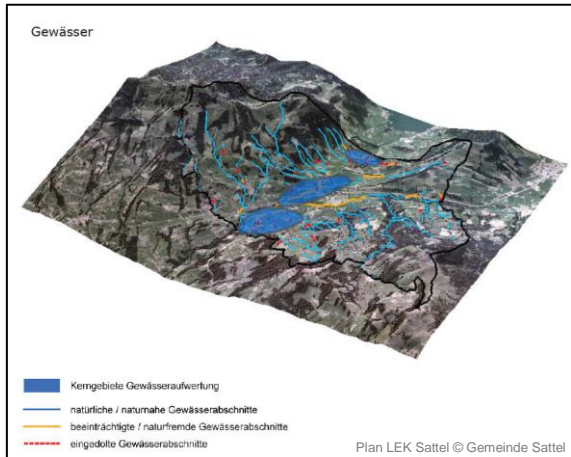 Gewässer
Kerngebiete Gewässeraufwertung
natürliche / naturnahe Gewässerabschnitte
beeinträchtigte / naturfremde Gewässerabschnitte
eingedolte Gewässerabschnitte
Plan LEK Sattel © Gemeinde Sattel